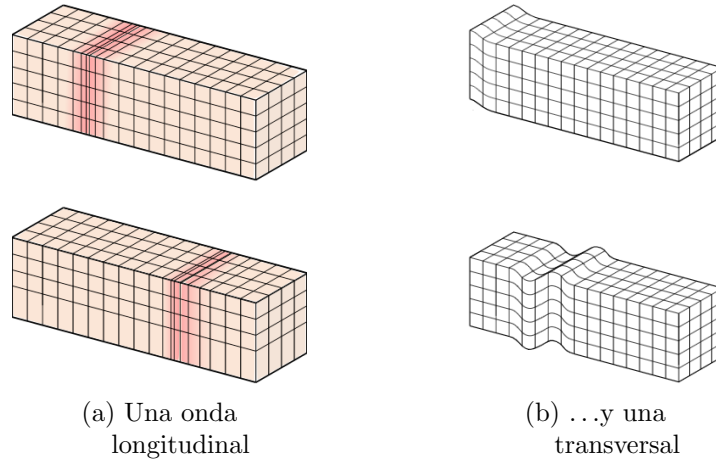 (a) Una onda
longitudinal
(b) ...y una
transversal